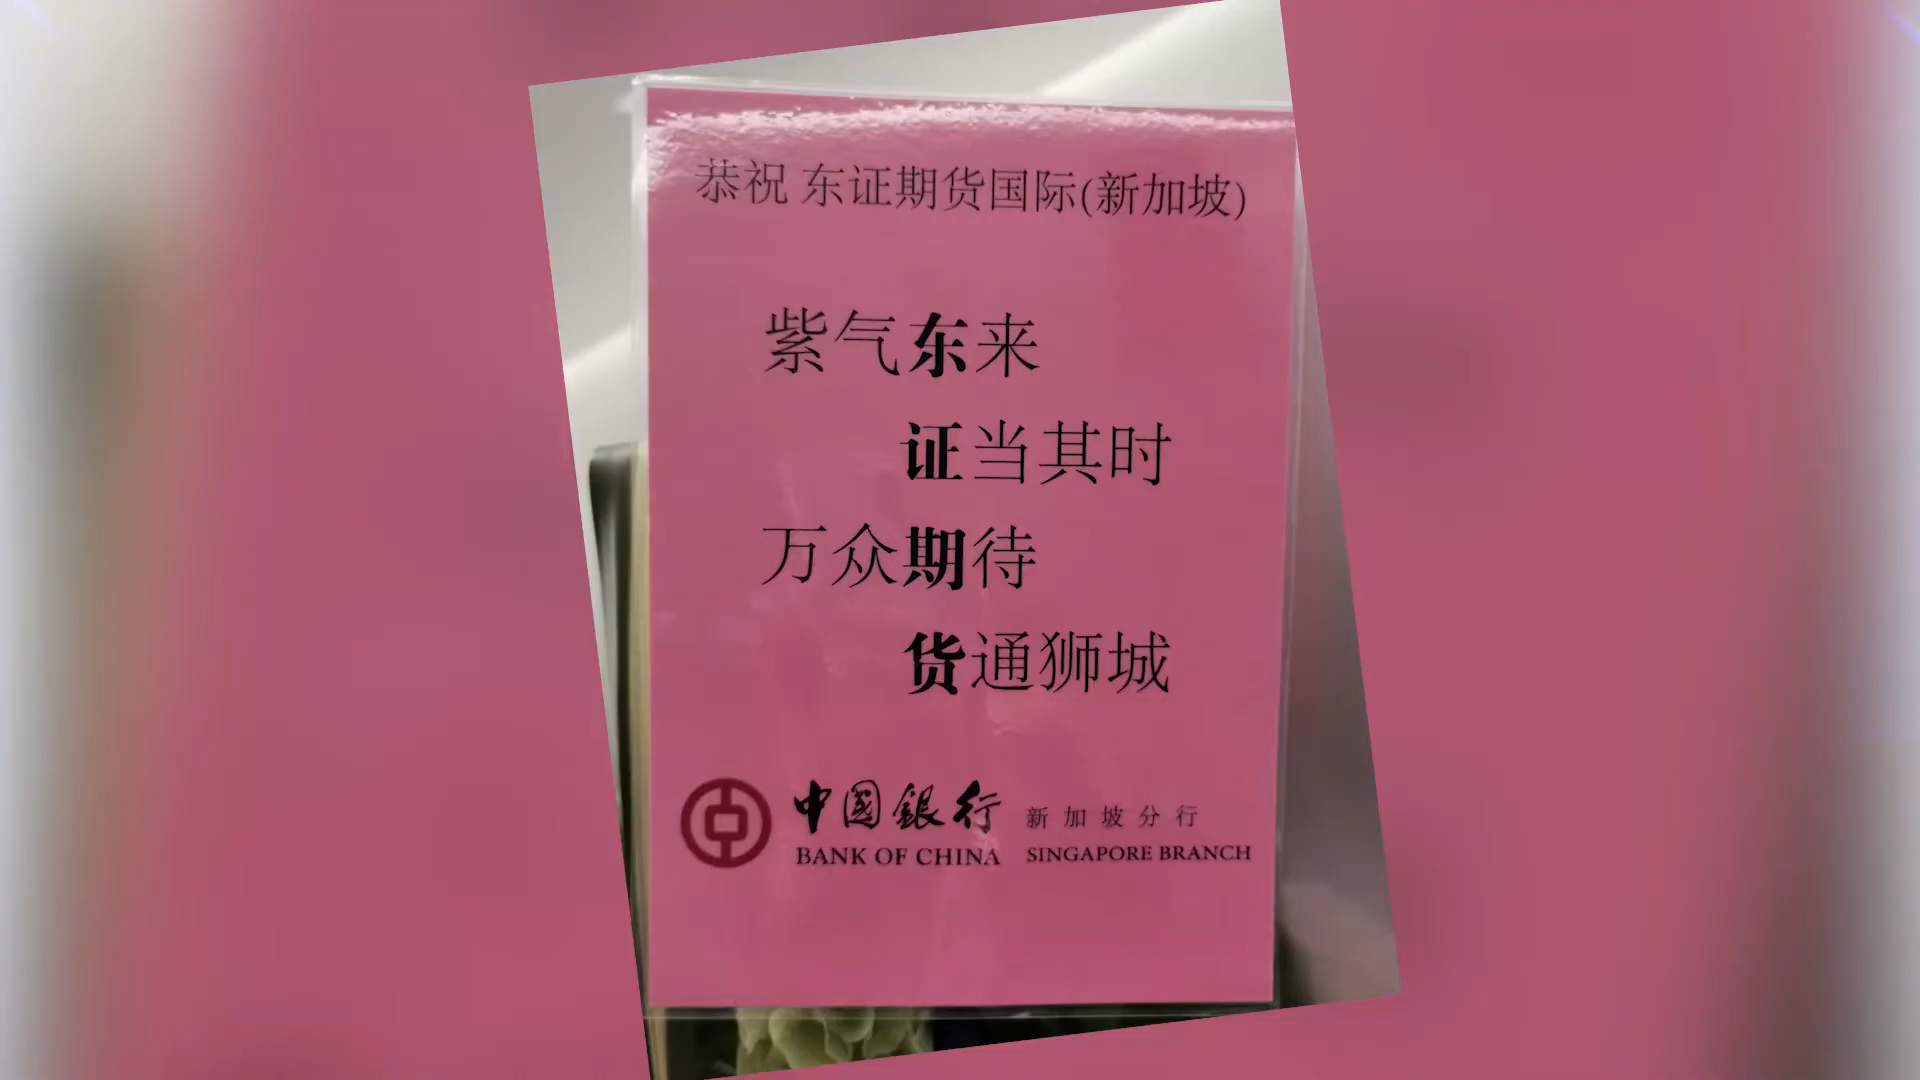 恭祝 东证期货国际(新加坡)
紫气东来
证当其时
万众期待
货通狮城
中国銀行 新加坡分行
BANK OF CHINA SINGAPORE BRANCH